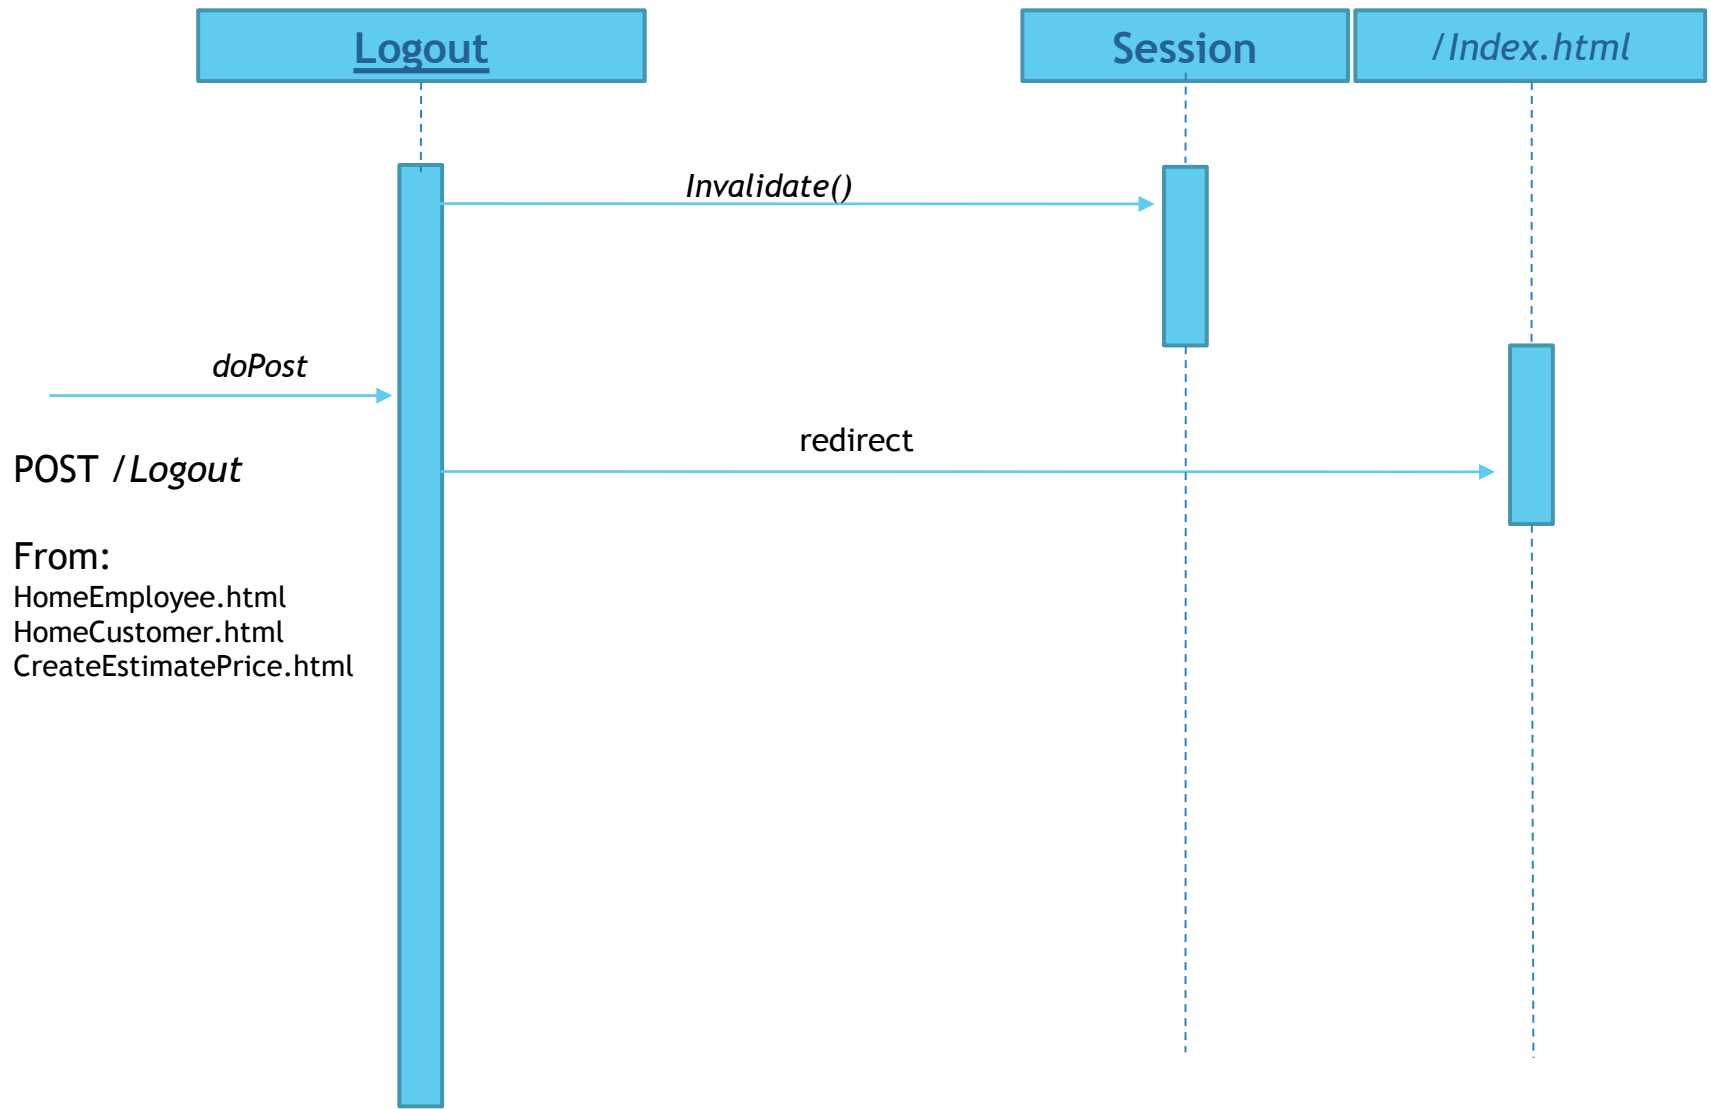 Logout
Session
/Index.html
Invalidate()
doPost
redirect
POST /Logout
From:
HomeEmployee.html
HomeCustomer.html
CreateEstimatePrice.html